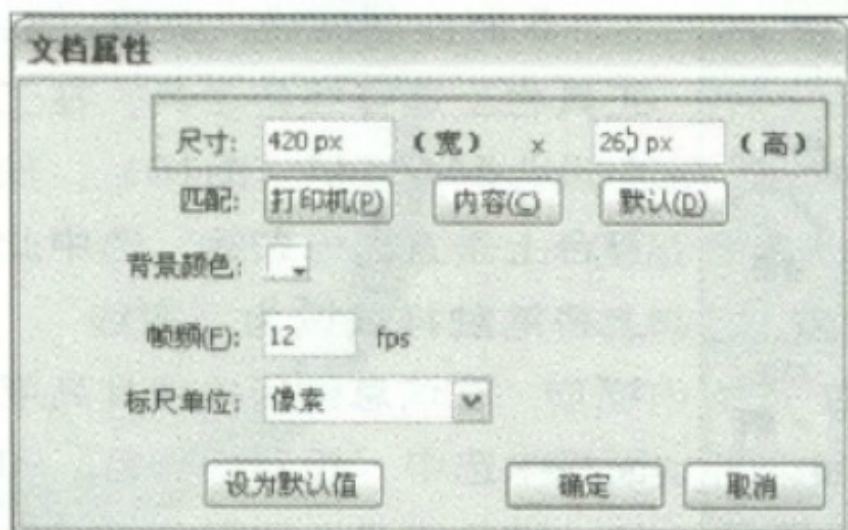 文档属性
尺寸: 420 px (宽) x 260 px (高)
匹配: 打印机(P) 内容(C) 默认(D)
背景颜色:
帧频(F): 12 fps
标尺单位: 像素
设为默认值 确定 取消